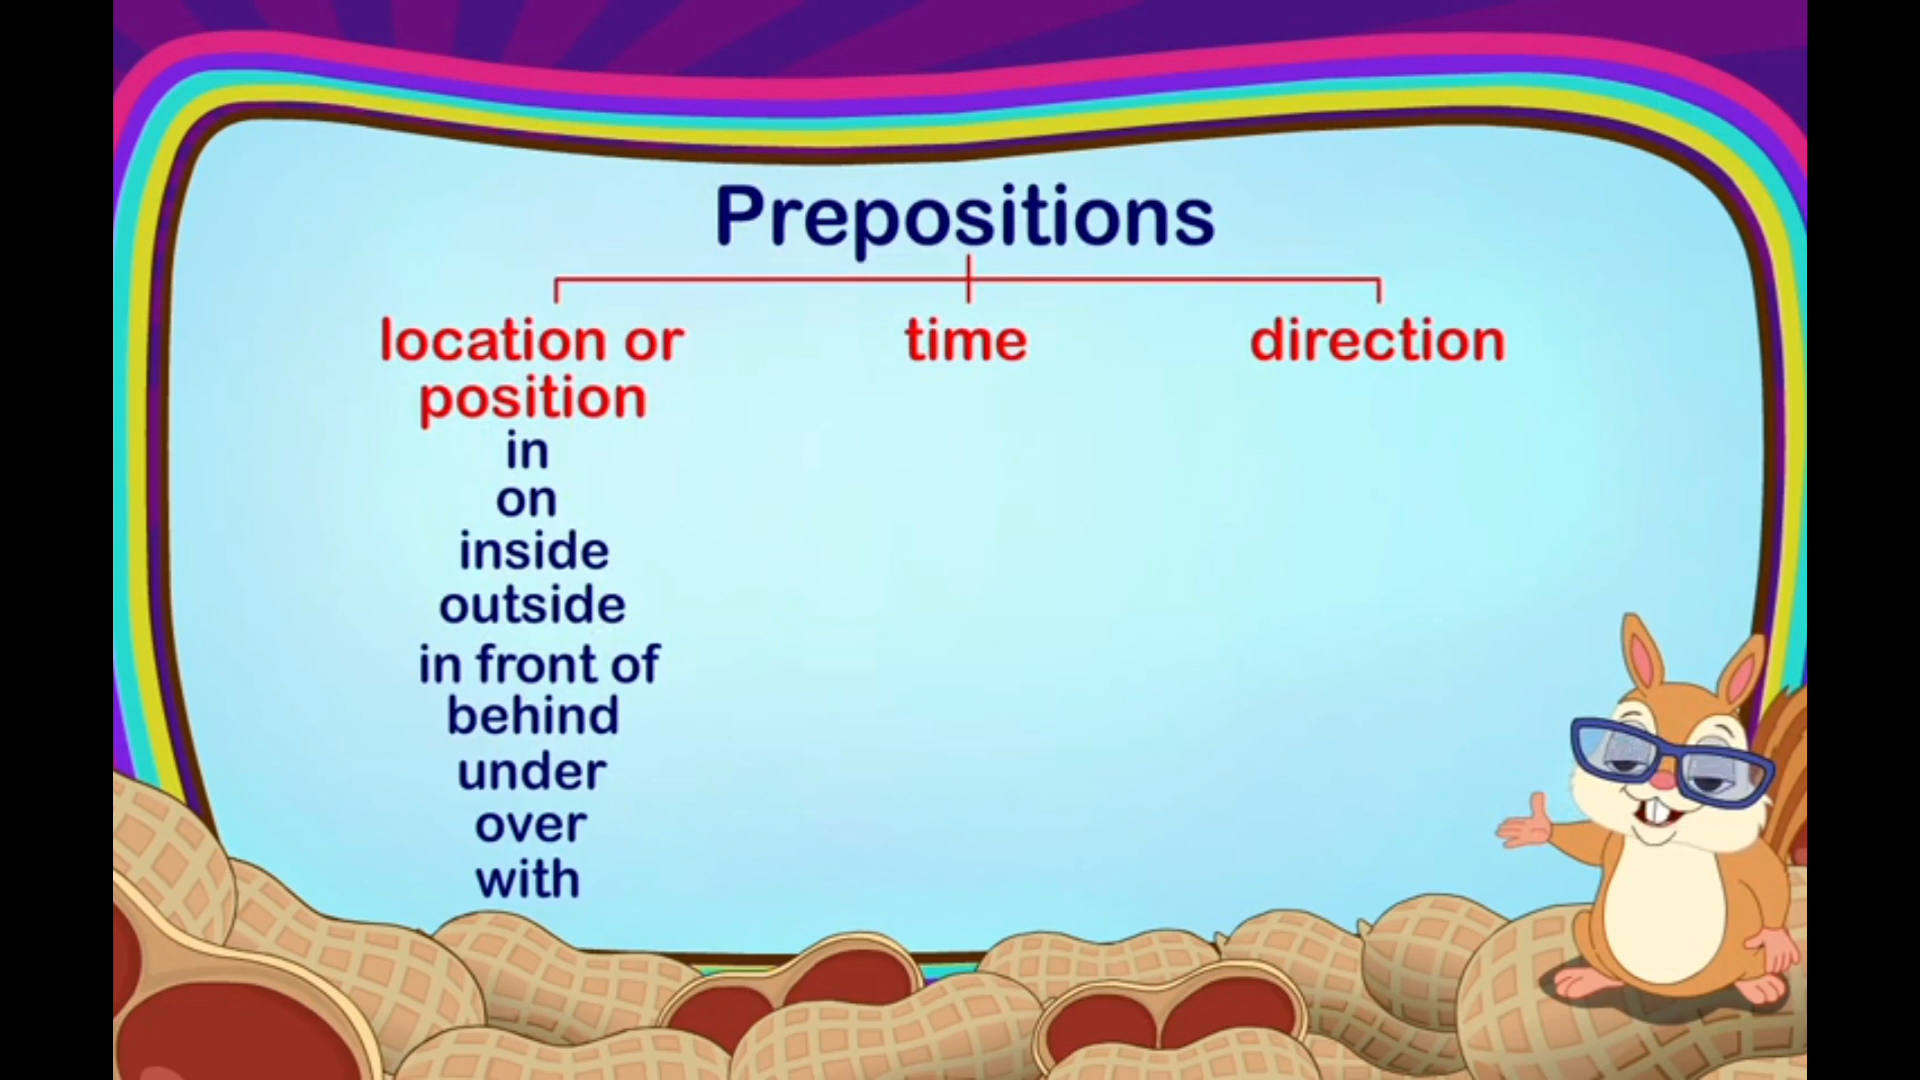 Prepositions
location or
position
time
direction
in
on
inside
outside
in front of
behind
under
over
with